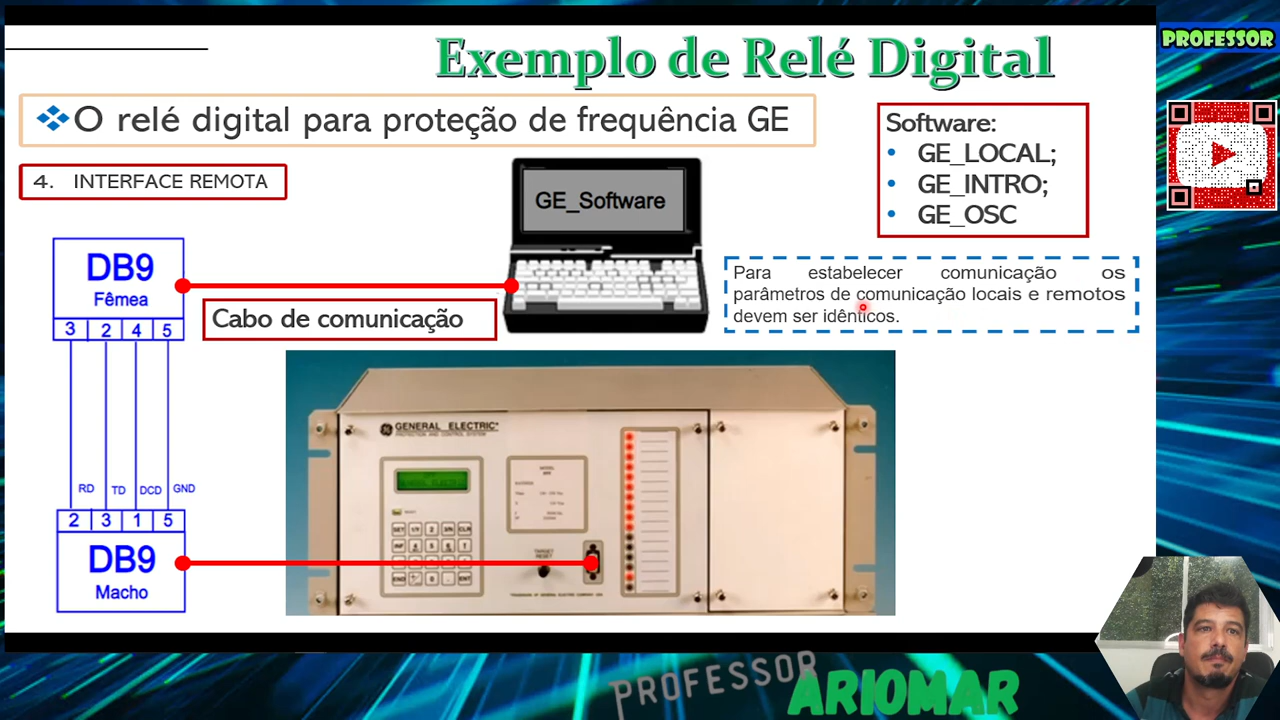 Exemplo de Relé Digital
PROFESSOR
O relé digital para proteção de frequência GE
Software:
GE_LOCAL;
GE_INTRO;
GE_OSC
4. INTERFACE REMOTA
GE_Software
DB9
Fêmea
3 2 4 5
Cabo de comunicação
Para estabelecer comunicação os
parâmetros de comunicação locais e remotos
devem ser idênticos.
GENERAL ELECTRIC
TARGET
RESET
RD TD DCD GND
2 3 1 5
DB9
Macho
PROFESSOR
ARIOMAR